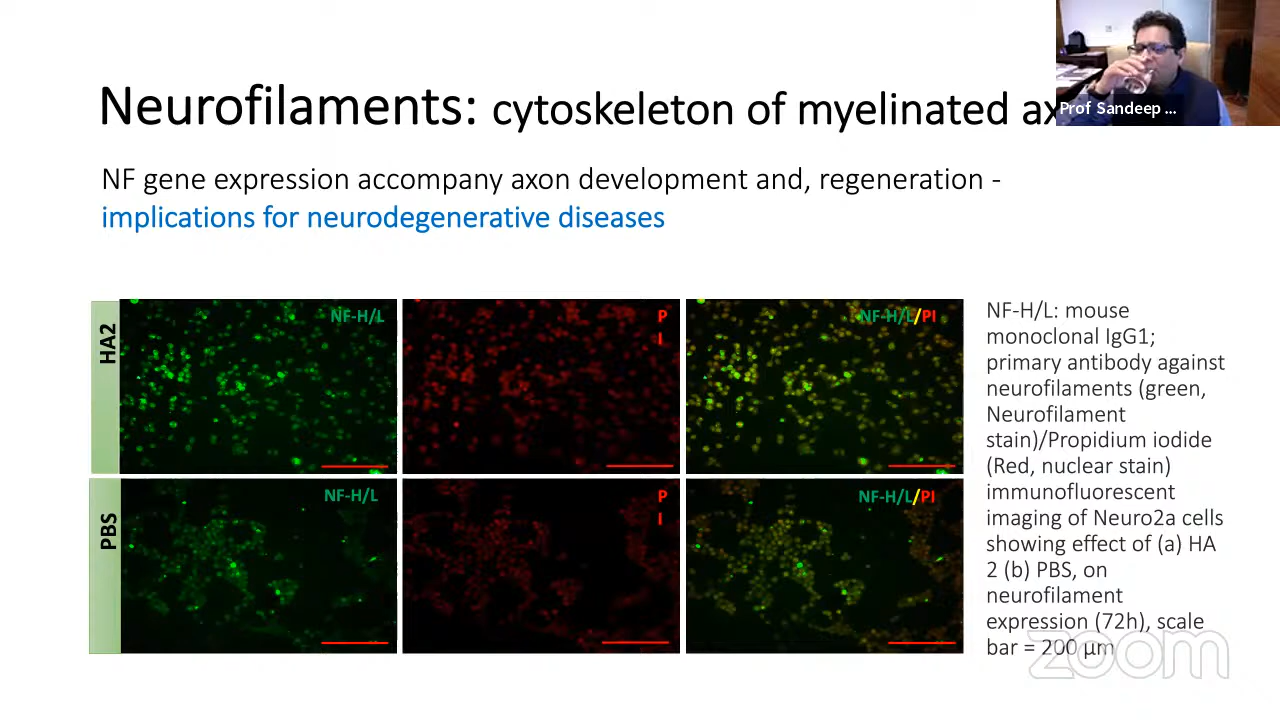 Neurofilaments: cytoskeleton of myelinated ax
Prof Sandeep ...
NF gene expression accompany axon development and, regeneration -
implications for neurodegenerative diseases
HA2
NF-H/L
P
I
NF-H/L/PI
PBS
NF-H/L
P
I
NF-H/L/PI
NF-H/L: mouse
monoclonal IgG1;
primary antibody against
neurofilaments (green,
Neurofilament
stain)/Propidium iodide
(Red, nuclear stain)
immunofluorescent
imaging of Neuro2a cells
showing effect of (a) HA
2 (b) PBS, on
neurofilament
expression (72h), scale
bar = 200 µm
zoom